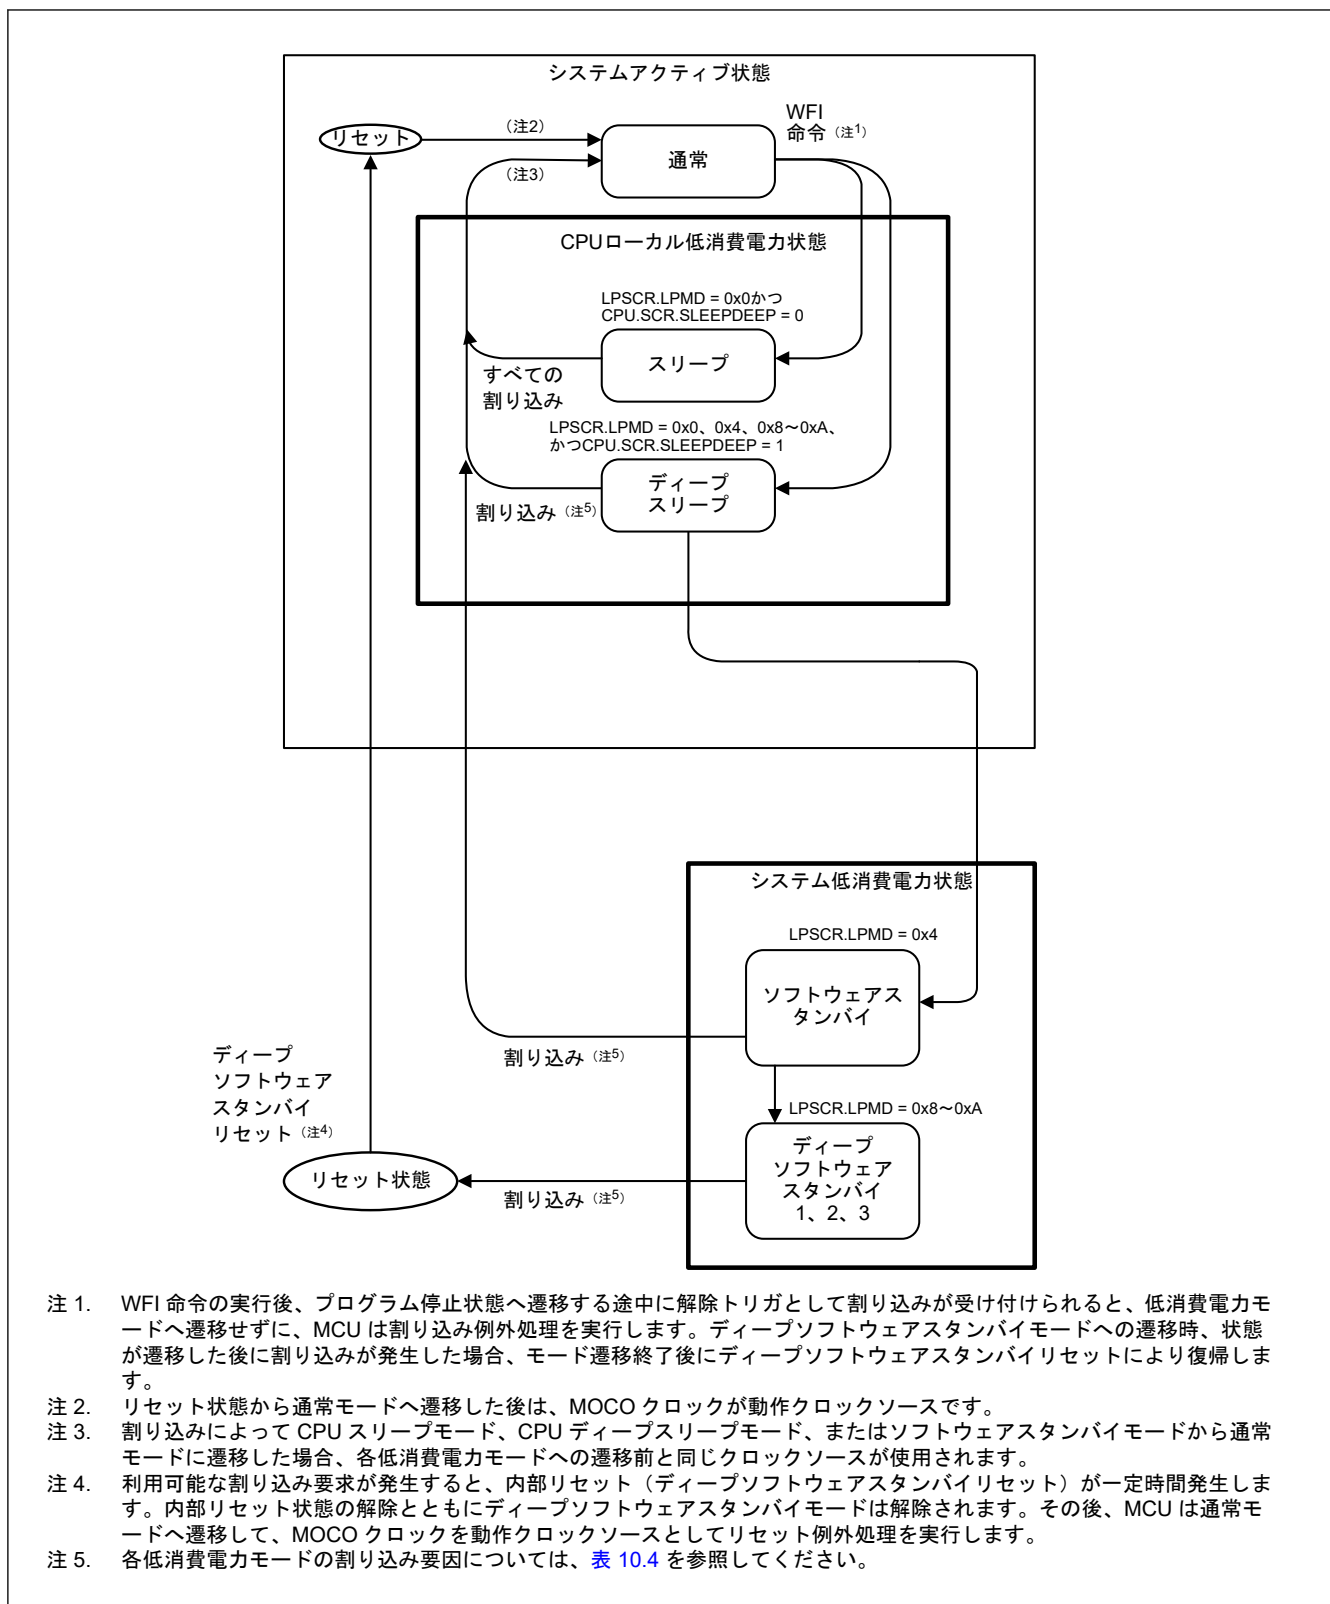 システムアクティブ状態
リセット
（注2）
通常
WFI
命令（注1）
（注3）
CPUローカル低消費電力状態
LPSCR.LPMD = 0x0かつ
CPU.SCR.SLEEPDEEP = 0
スリープ
すべての
割り込み
LPSCR.LPMD = 0x0、0x4、0x8～0xA、
かつCPU.SCR.SLEEPDEEP = 1
ディープ
スリープ
割り込み（注5）
システム低消費電力状態
LPSCR.LPMD = 0x4
ソフトウェアス
タンバイ
割り込み（注5）
ディープ
ソフトウェア
スタンバイ
リセット（注4）
LPSCR.LPMD = 0x8～0xA
ディープ
ソフトウェア
スタンバイ
1、2、3
リセット状態
割り込み（注5）
注 1. WFI 命令の実行後、プログラム停止状態へ遷移する途中に解除トリガとして割り込みが受け付けられると、低消費電力モ
ードへ遷移せずに、MCU は割り込み例外処理を実行します。ディープソフトウェアスタンバイモードへの遷移時、状態
が遷移した後に割り込みが発生した場合、モード遷移終了後にディープソフトウェアスタンバイリセットにより復帰しま
す。
注 2. リセット状態から通常モードへ遷移した後は、MOCO クロックが動作クロックソースです。
注 3. 割り込みによって CPU スリープモード、CPU ディープスリープモード、またはソフトウェアスタンバイモードから通常
モードに遷移した場合、各低消費電力モードへの遷移前と同じクロックソースが使用されます。
注 4. 利用可能な割り込み要求が発生すると、内部リセット（ディープソフトウェアスタンバイリセット）が一定時間発生しま
す。内部リセット状態の解除とともにディープソフトウェアスタンバイモードは解除されます。その後、MCU は通常モ
ードへ遷移して、MOCO クロックを動作クロックソースとしてリセット例外処理を実行します。
注 5. 各低消費電力モードの割り込み要因については、表 10.4 を参照してください。